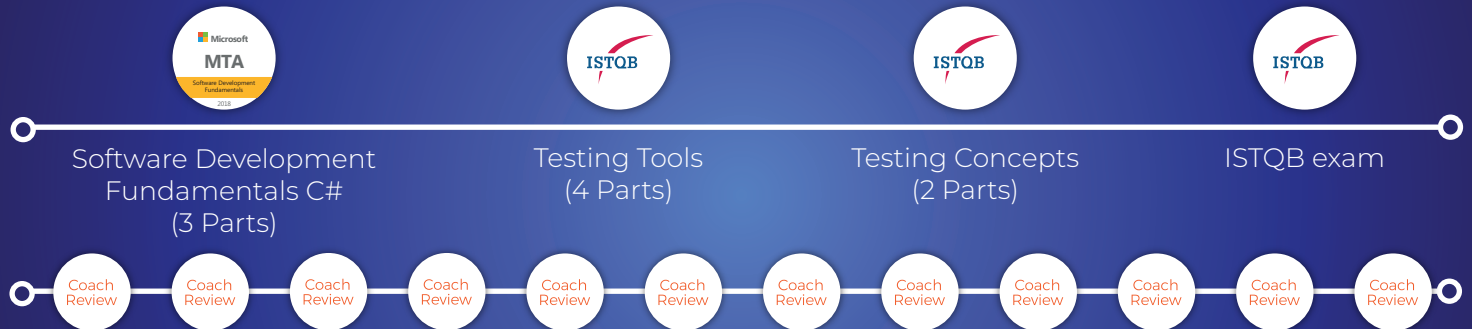 Microsoft
MTA
Software Development
Fundamentals
2018
ISTQB
ISTQB
ISTQB
Software Development
Fundamentals C#
(3 Parts)
Testing Tools
(4 Parts)
Testing Concepts
(2 Parts)
ISTQB exam
Coach
Review
Coach
Review
Coach
Review
Coach
Review
Coach
Review
Coach
Review
Coach
Review
Coach
Review
Coach
Review
Coach
Review
Coach
Review
Coach
Review